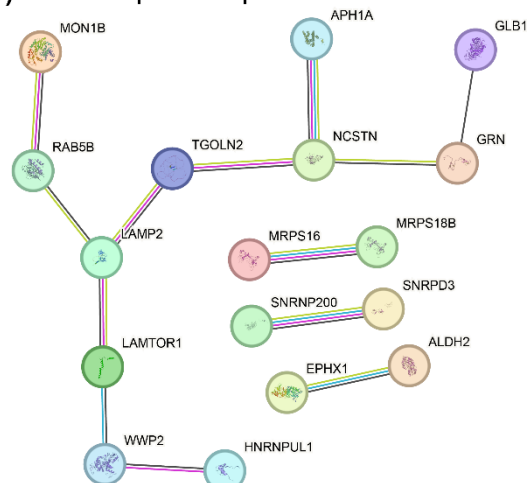 MON1B
APH1A
GLB1
RAB5B
TGOLN2
NCSTN
GRN
LAMP2
MRPS16
MRPS18B
SNRNP200
SNRPD3
LAMTOR1
EPHX1
ALDH2
WWP2
HNRNPUL1